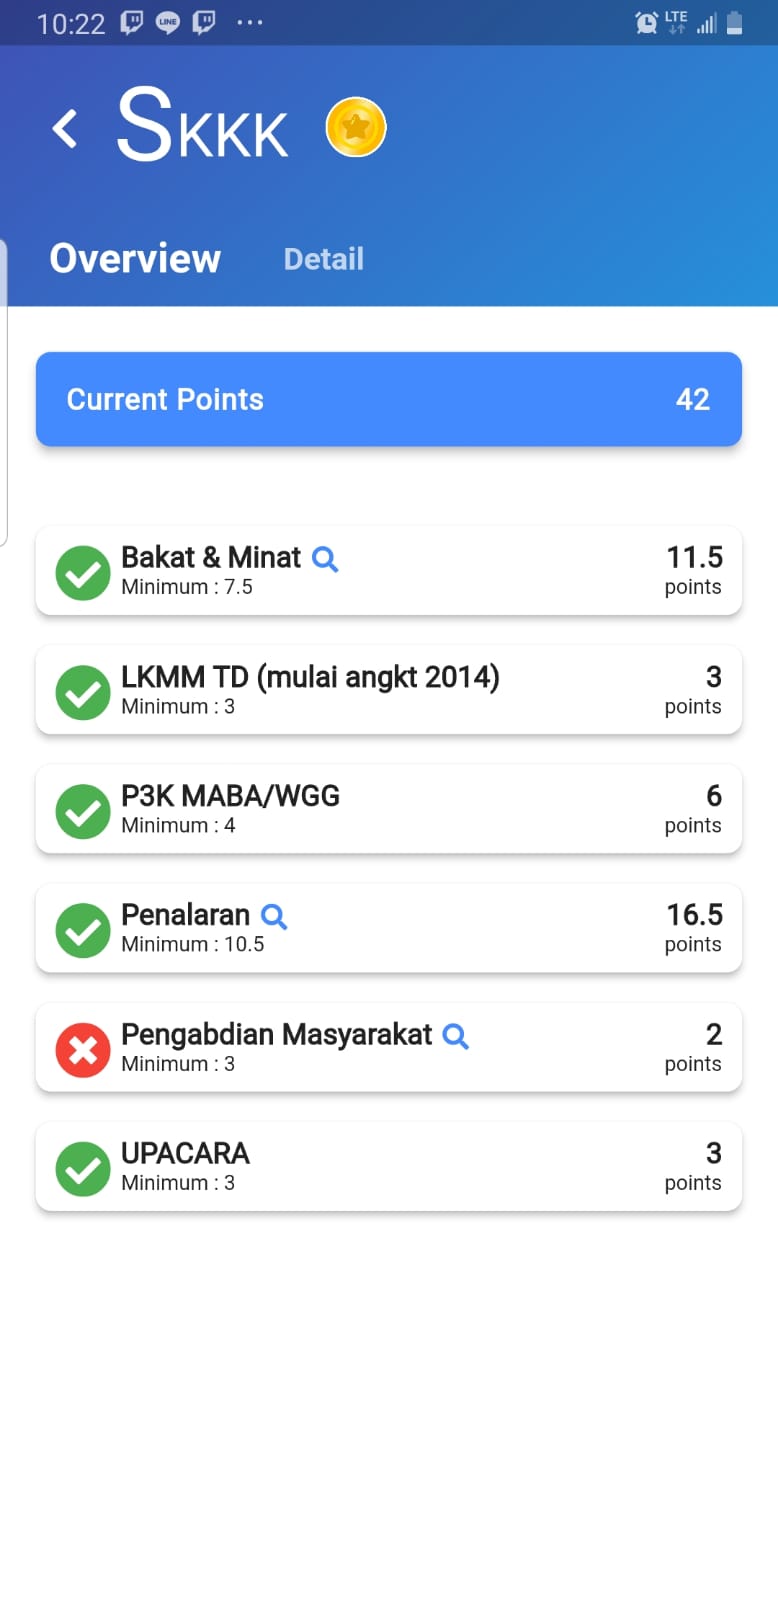 10:22 LINE ... LTE
SKKK
Overview Detail
Current Points 42
Bakat & Minat 11.5
Minimum : 7.5 points
LKMM TD (mulai angkt 2014) 3
Minimum : 3 points
P3K MABA/WGG 6
Minimum : 4 points
Penalaran 16.5
Minimum : 10.5 points
Pengabdian Masyarakat 2
Minimum : 3 points
UPACARA 3
Minimum : 3 points